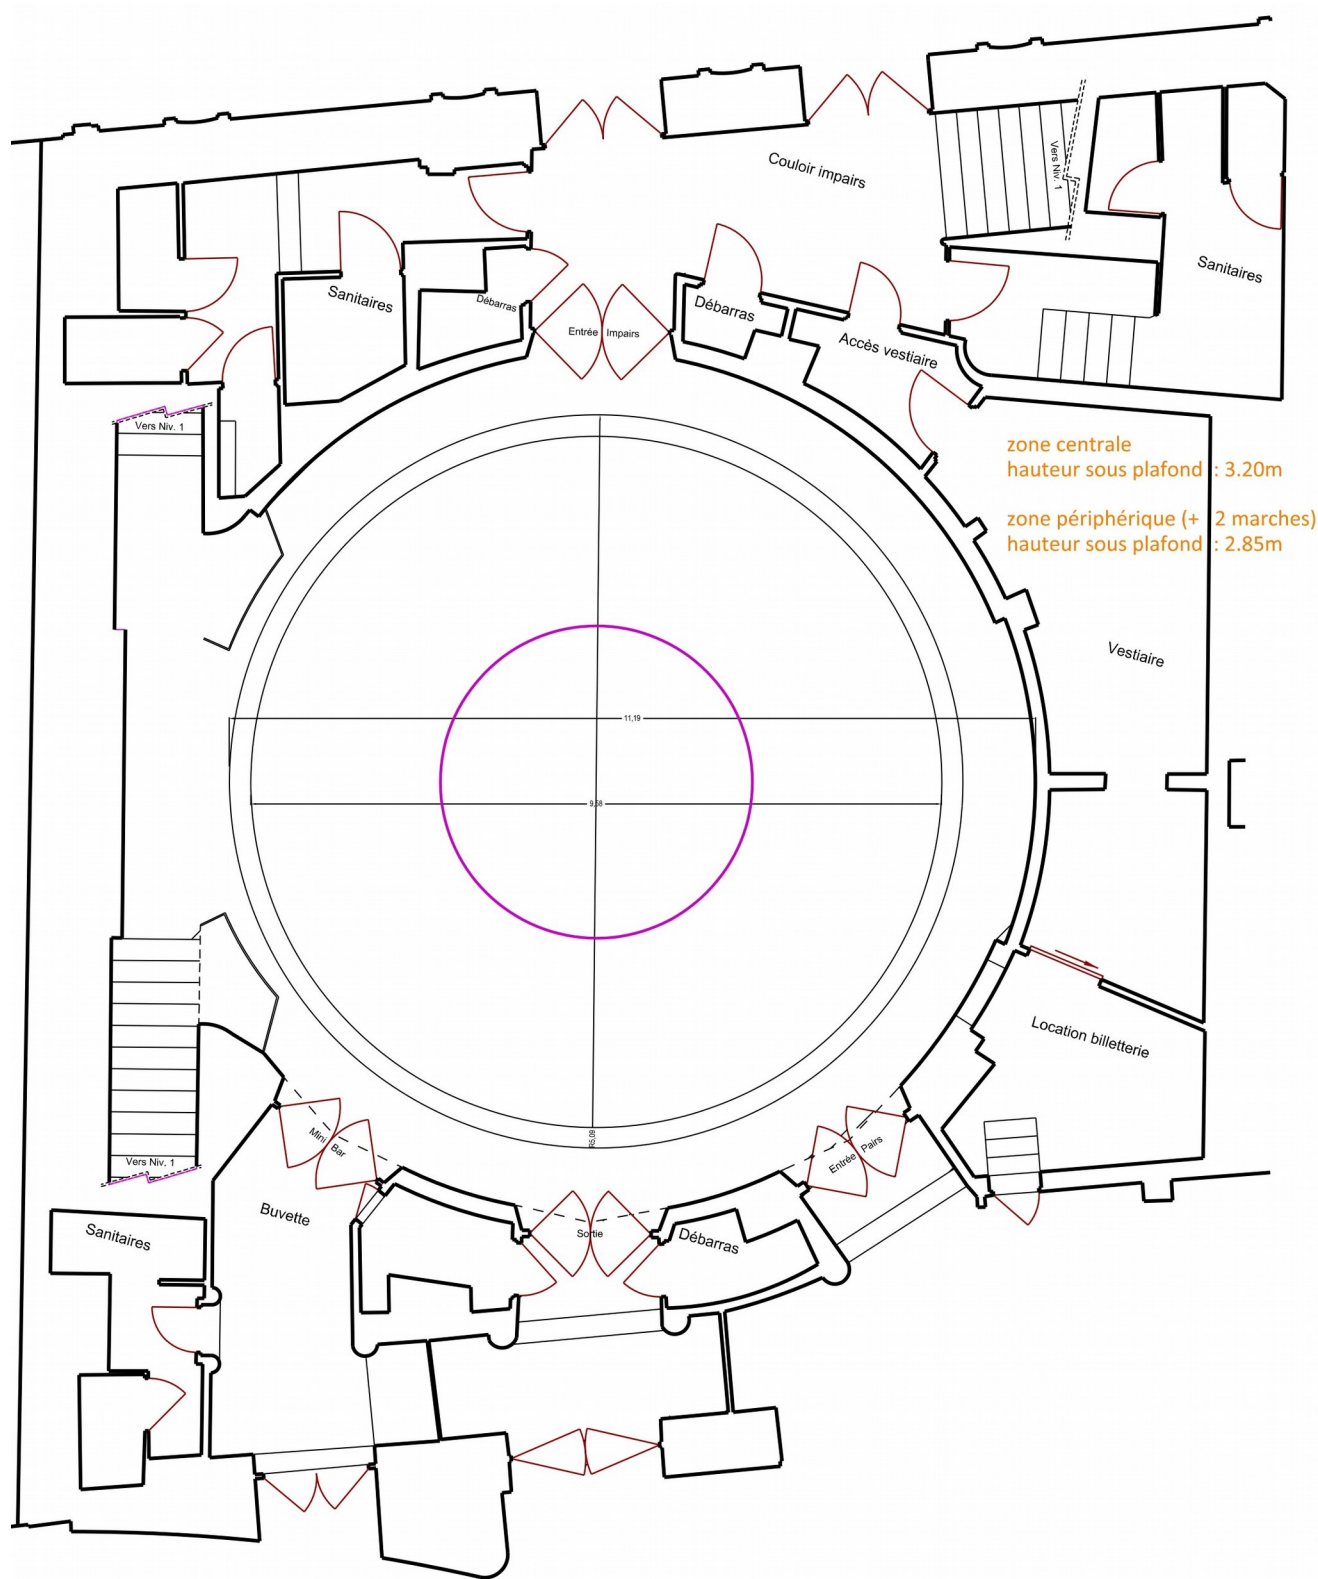 Couloir impairs
Vers Niv. 1
Sanitaires
Sanitaires
Débarras
Débarras
Entrée Impairs
Accès vestiaire
Vers Niv. 1
zone centrale
hauteur sous plafond : 3.20m
zone périphérique (+ 2 marches)
hauteur sous plafond : 2.85m
Vestiaire
11,19
9,58
Location billetterie
Mini Bar
R5,09
Entrée Pairs
Vers Niv. 1
Buvette
Sanitaires
Sortie
Débarras